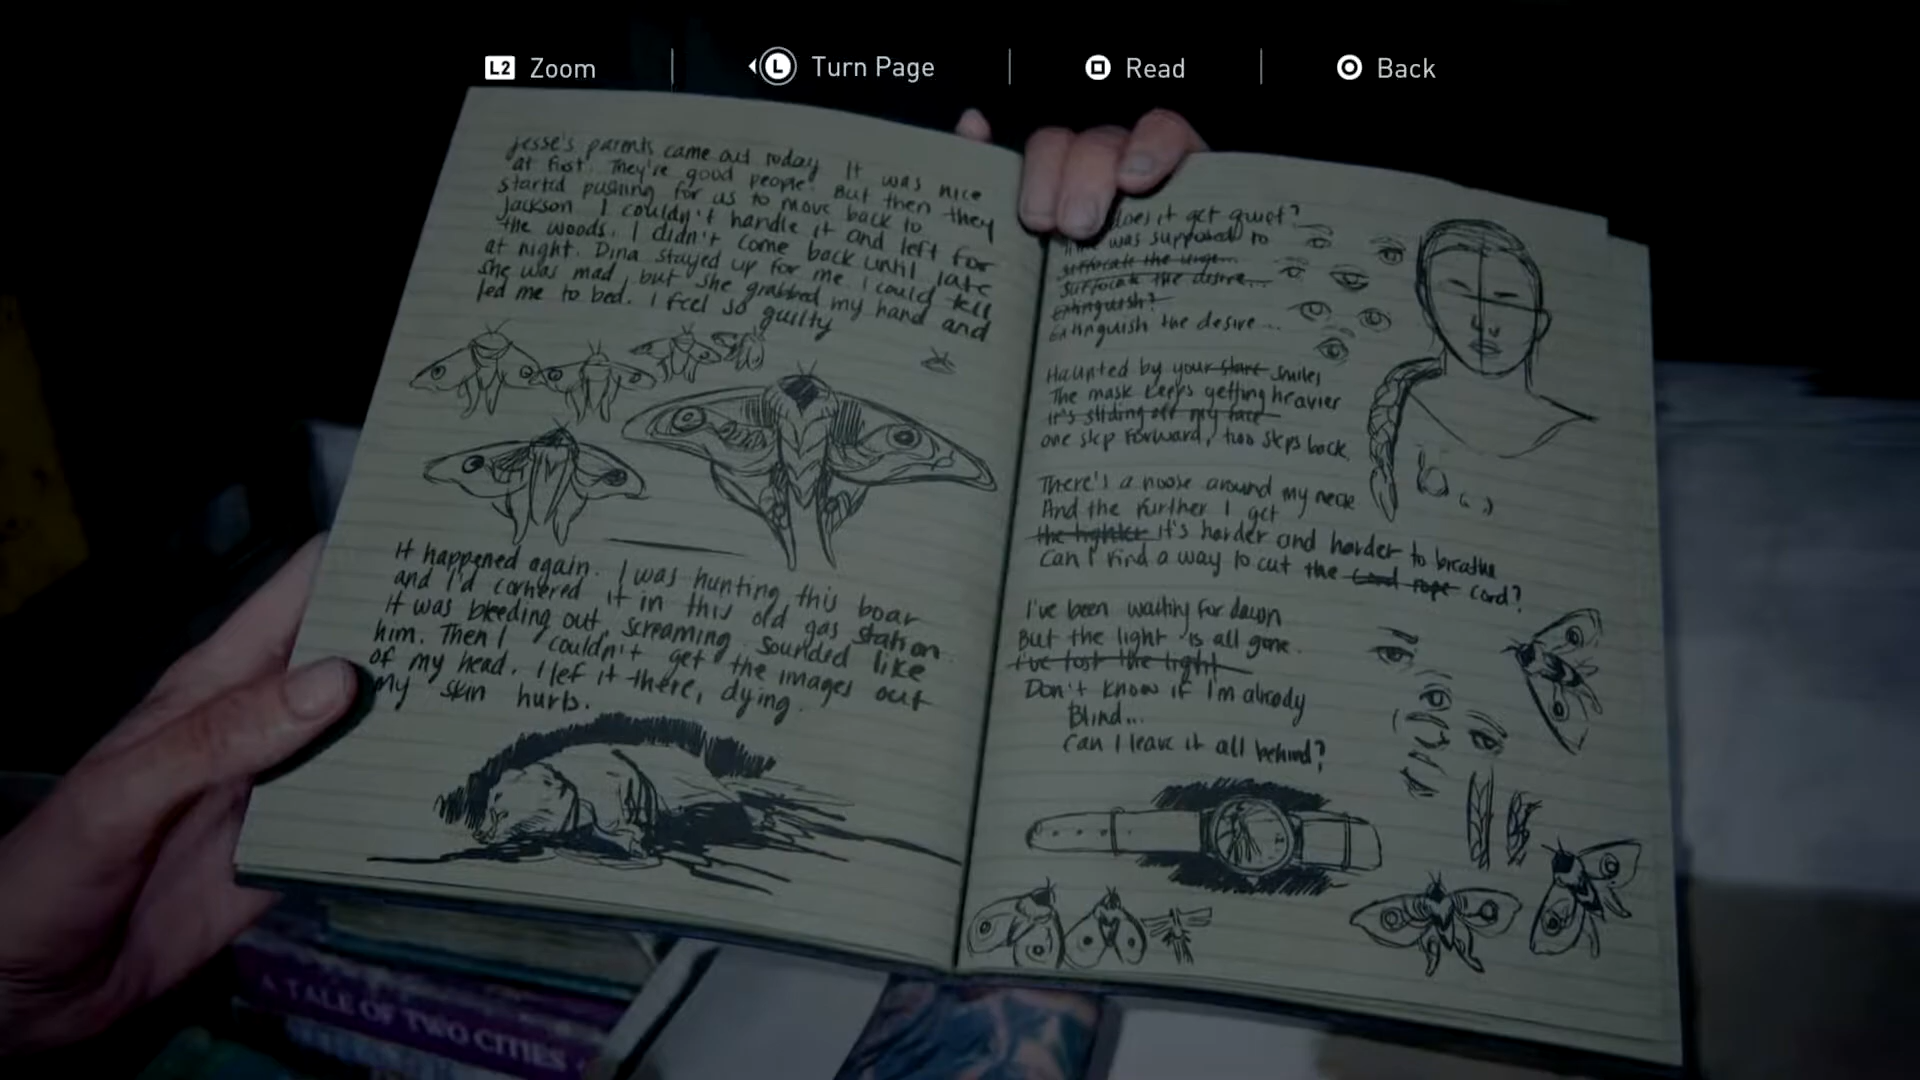 L2 Zoom
L Turn Page
Read
Back
Jesse's parents came out today. It was nice
at first. They're good people. But then they
started pushing for us to move back to
Jackson. I couldn't handle it and left for
the woods. I didn't come back until late
at night. Dina stayed up for me. I could tell
she was mad, but she grabbed my hand and
led me to bed. I feel so guilty
It happened again. I was hunting this boar
and I'd cornered it in this old gas station.
It was bleeding out, screaming. Sounded like
him. Then I couldn't get the images out
of my head. I left it there, dying.
My skin hurts.
does it get quiet?
was supposed to
suffocate the urge...
suffocate the desire...
extinguish?
extinguish the desire...
Haunted by your stare smiles
The mask keeps getting heavier
It's sliding off my face
one step forward, two steps back
There's a noose around my neck
And the further I get
the tighter it's harder and harder to breathe
Can I find a way to cut the cord rope cord?
I've been waiting for dawn
But the light is all gone.
I've lost the light
Don't know if I'm already
Blind...
Can I leave it all behind?
A TALE OF TWO CITIES